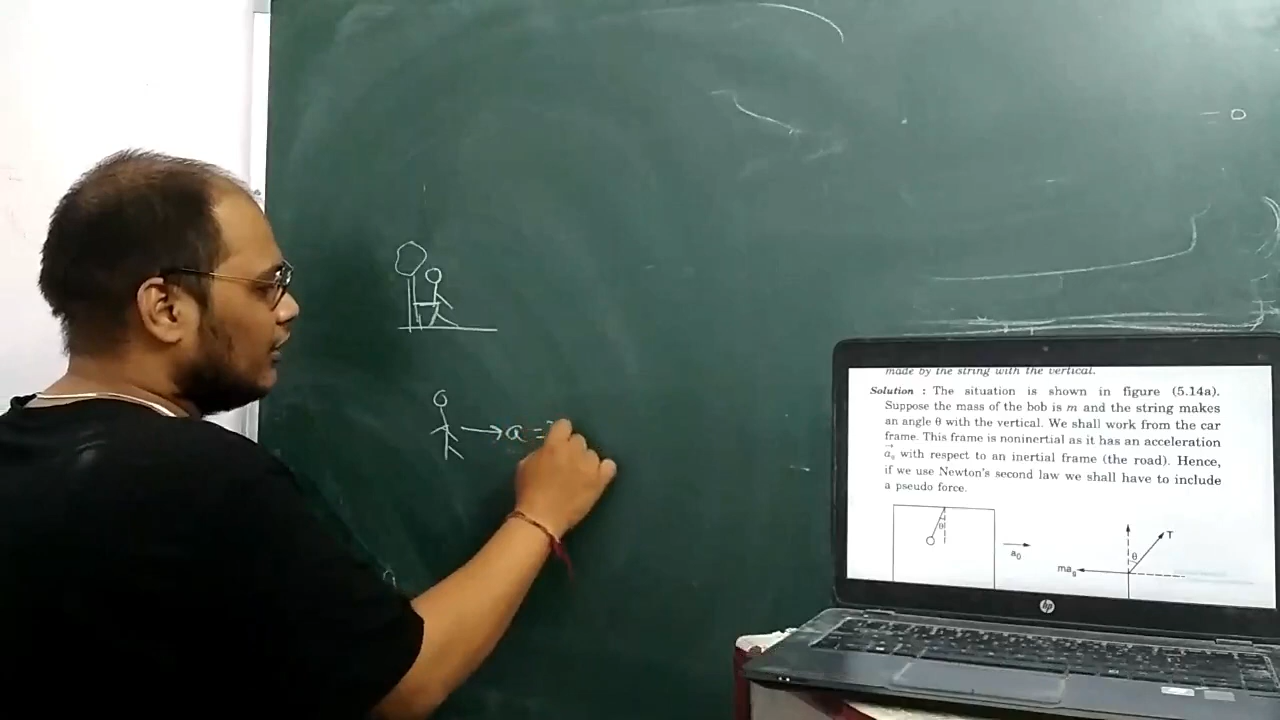 = 0
a =
made by the string with the vertical.
Solution : The situation is shown in figure (5.14a).
Suppose the mass of the bob is m and the string makes
an angle θ with the vertical. We shall work from the car
frame. This frame is noninertial as it has an acceleration
a⃗₀ with respect to an inertial frame (the road). Hence,
if we use Newton's second law we shall have to include
a pseudo force.
θ
a₀
T
θ
ma₀
hp